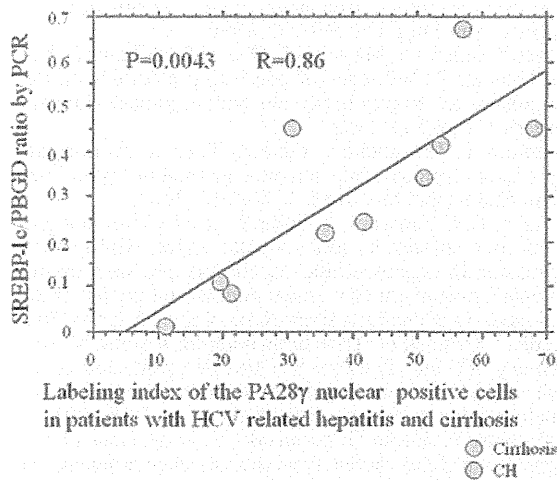 0.7
0.6
0.5
0.4
0.3
0.2
0.1
0
P=0.0043 R=0.86
SREBP-1c/PBGD ratio by PCR
0 10 20 30 40 50 60 70
Labeling index of the PA28γ nuclear positive cells
in patients with HCV related hepatitis and cirrhosis
Cirrhosis
CH